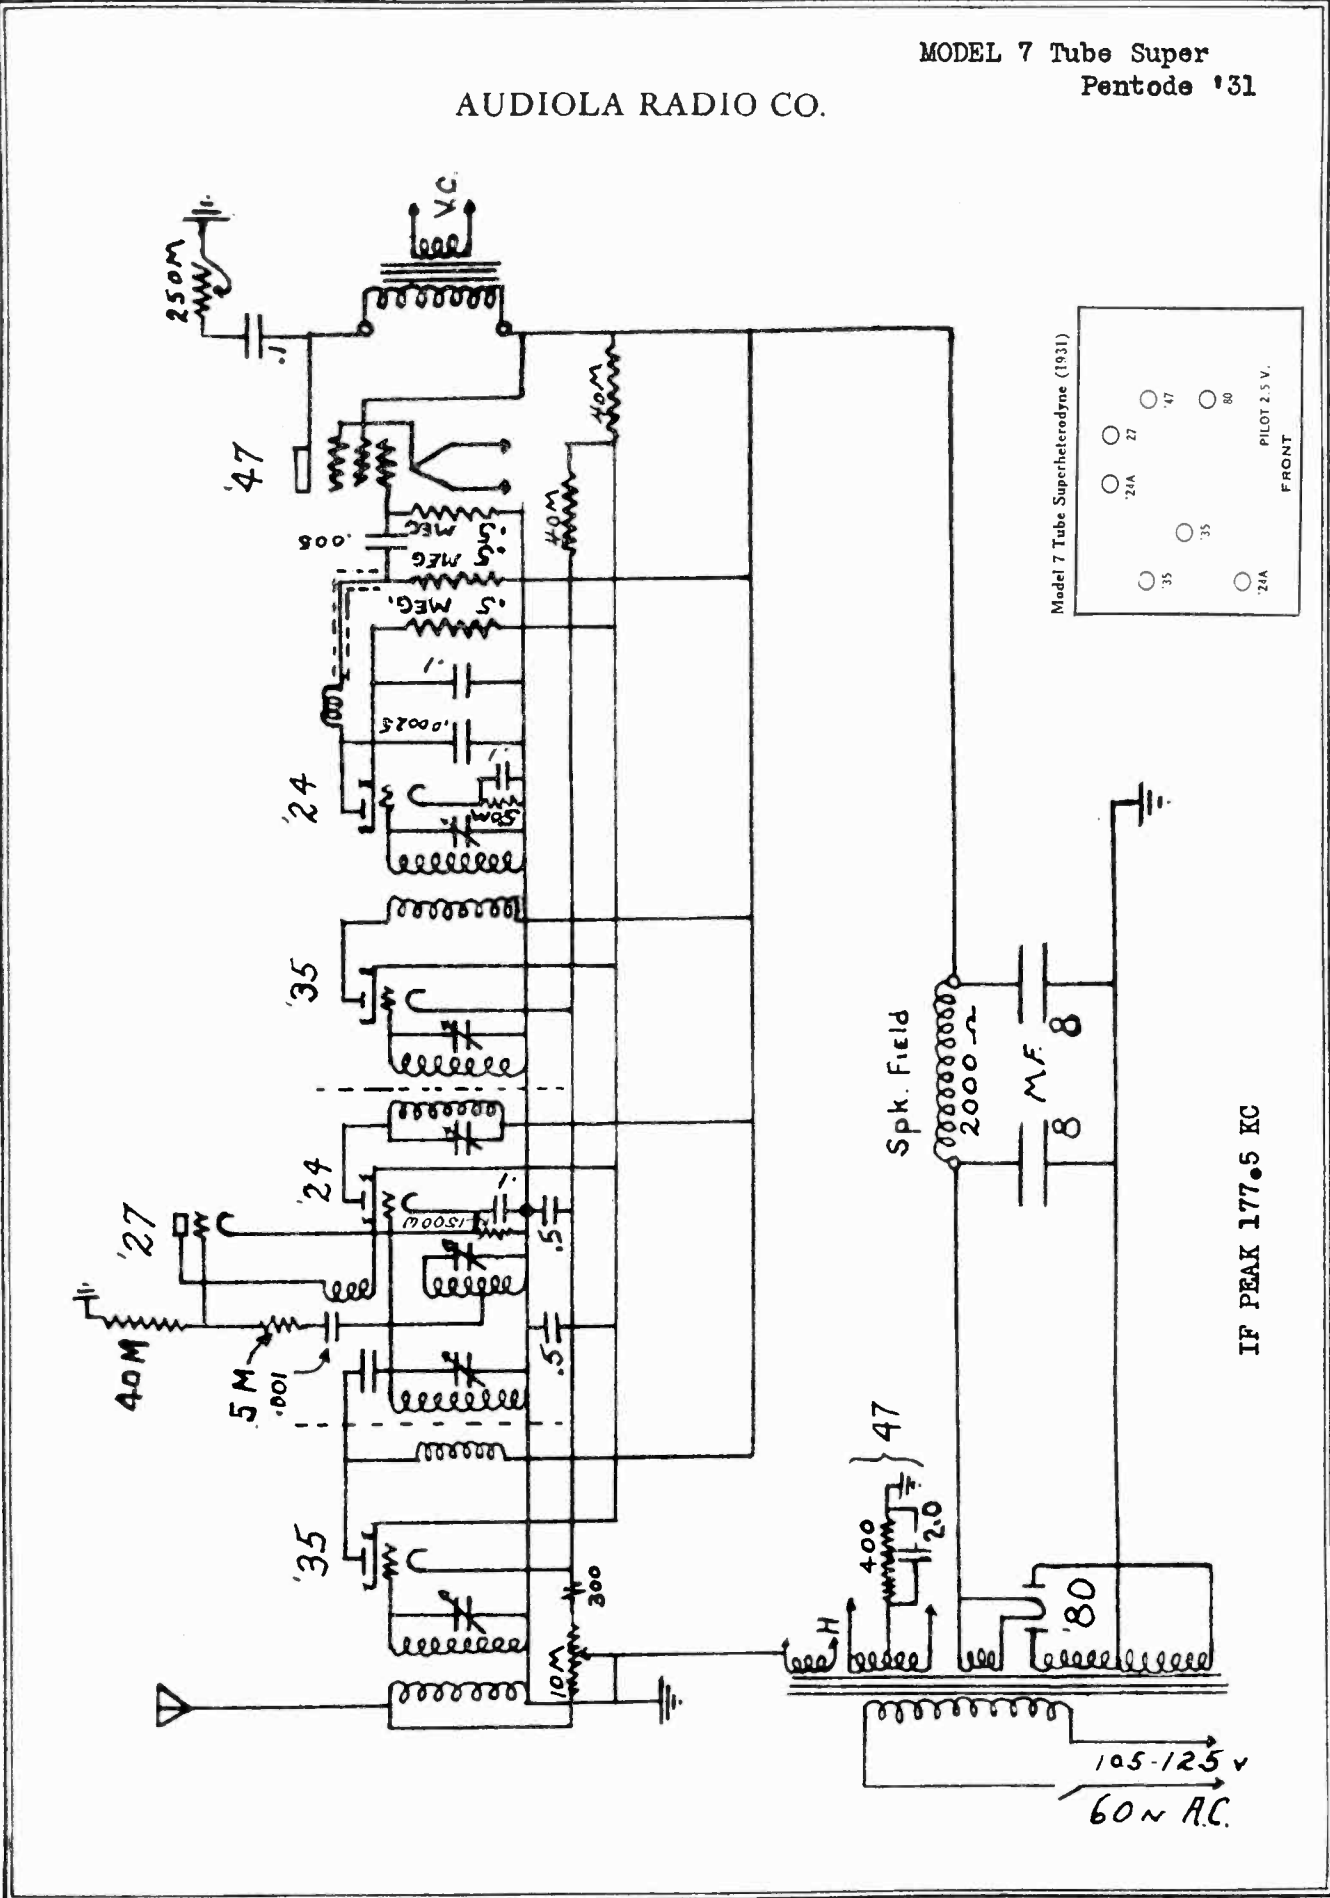 MODEL 7 Tube Super
Pentode '31
AUDIOLA RADIO CO.
V.C.
250M
.1
'47
40M
40M
.005
.5 MEG
.5 MEG
.5 MEG.
.1
.00025
.1
50M
'24
'35
'24
'27
.1
1500ω
.5
.5
40M
5M
.001
'35
300
10M
Model 7 Tube Superheterodyne (1931)
'47
80
27
'24A
'35
'35
'24A
PILOT 2.5 V.
FRONT
Spk. Field
2000 Ω
M.F.
8
8
IF PEAK 177.5 KC
47
400
2.0
H
'80
105-125 v
60~ A.C.